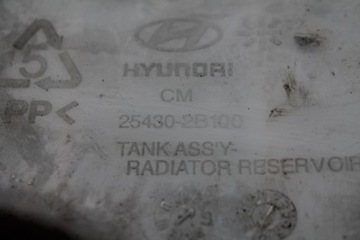 HYUNDAI
5
CM
PP<
25430-2B100
TANK ASS'Y-
RADIATOR RESERVOIR